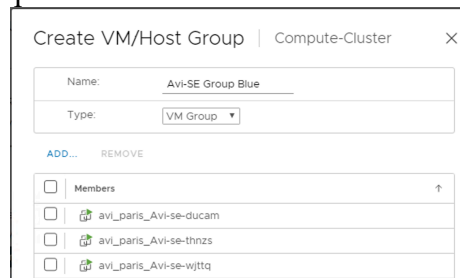 Create VM/Host Group | Compute-Cluster ×
Name: Avi-SE Group Blue
Type: VM Group
ADD... REMOVE
Members ↑
avi_paris_Avi-se-ducam
avi_paris_Avi-se-thnzs
avi_paris_Avi-se-wjttq